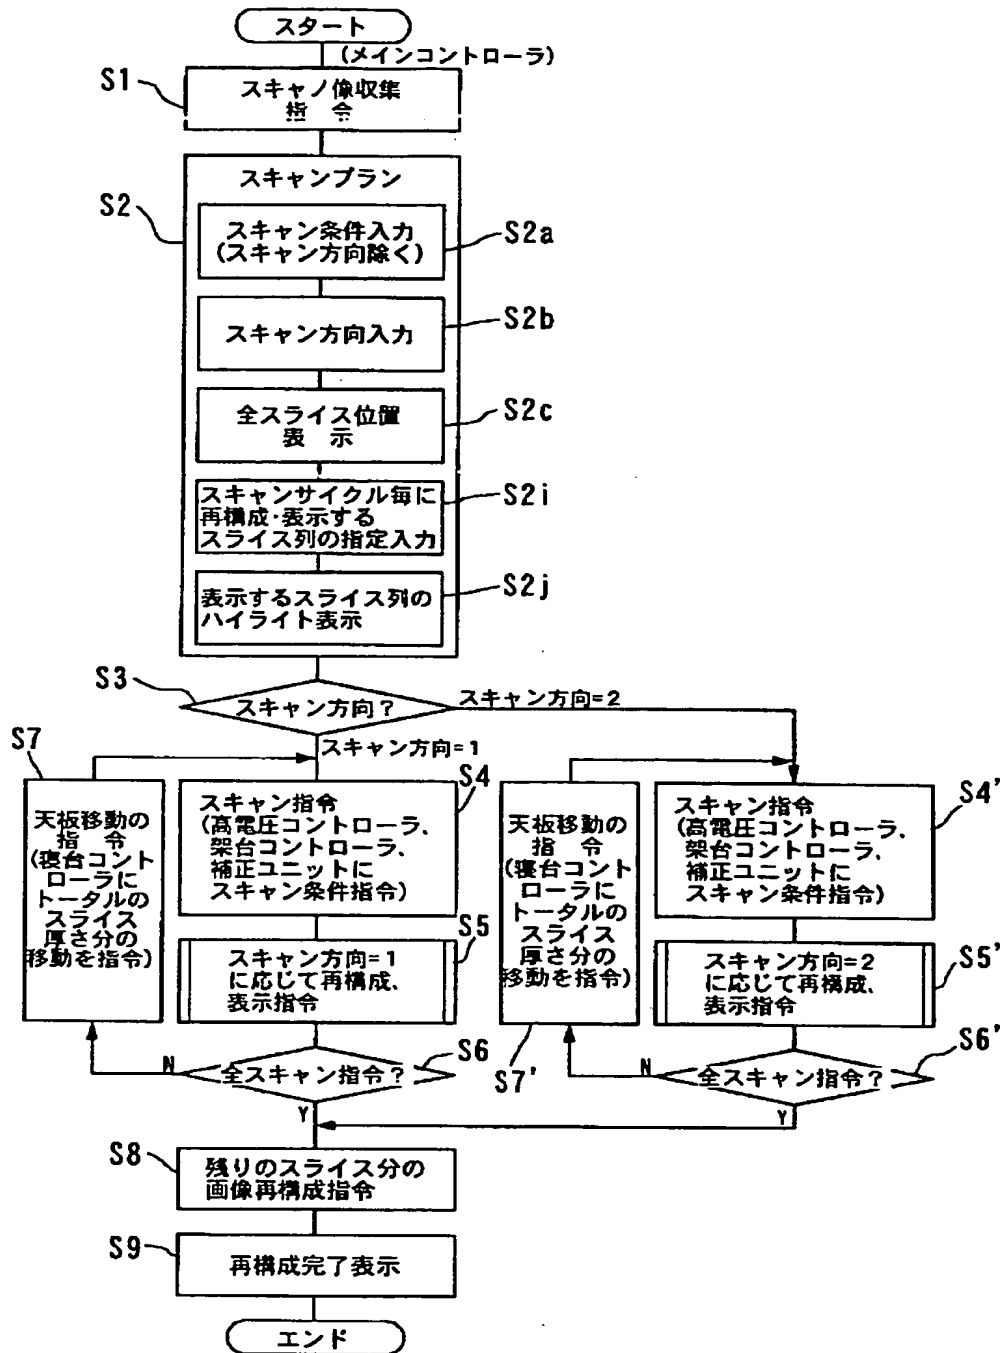 スタート
(メインコントローラ)
S1
スキャノ像収集
指 令
S2
スキャンプラン
スキャン条件入力
(スキャン方向除く)
S2a
スキャン方向入力
S2b
全スライス位置
表 示
S2c
スキャンサイクル毎に
再構成・表示する
スライス列の指定入力
S2i
表示するスライス列の
ハイライト表示
S2j
S3
スキャン方向?
スキャン方向=2
スキャン方向=1
S7
天板移動の
指 令
(寝台コント
ローラに
トータルの
スライス
厚さ分の
移動を指令)
S4
スキャン指令
(高電圧コントローラ、
架台コントローラ、
補正ユニットに
スキャン条件指令)
S5
スキャン方向=1
に応じて再構成、
表示指令
S6
全スキャン指令?
N
Y
天板移動の
指 令
(寝台コント
ローラに
トータルの
スライス
厚さ分の
移動を指令)
S7'
S4'
スキャン指令
(高電圧コントローラ、
架台コントローラ、
補正ユニットに
スキャン条件指令)
S5'
スキャン方向=2
に応じて再構成、
表示指令
S6'
全スキャン指令?
N
Y
S8
残りのスライス分の
画像再構成指令
S9
再構成完了表示
エンド